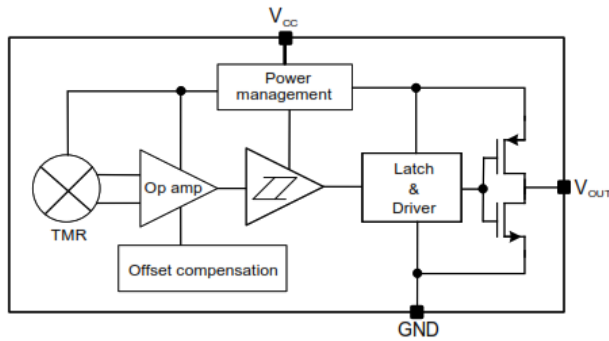 VCC
Power
management
Op amp
Latch
&
Driver
VOUT
TMR
Offset compensation
GND